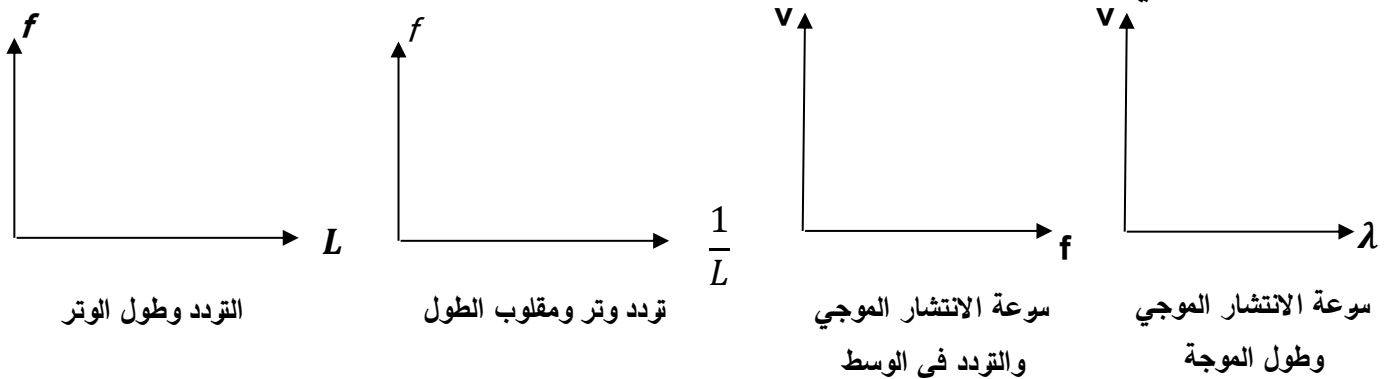 v
v
f
f
λ
f
1/L
L
سرعة الانتشار الموجي
وطول الموجة
سرعة الانتشار الموجي
والتردد في الوسط
تردد وتر ومقلوب الطول
التردد وطول الوتر